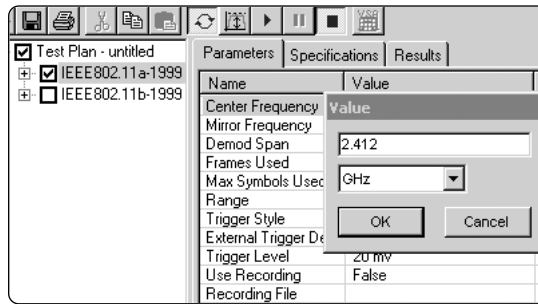 Test Plan - untitled
IEEE802.11a-1999
IEEE802.11b-1999
Parameters Specifications Results
Name Value
Center Frequency
Mirror Frequency
Demod Span
Frames Used
Max Symbols Used
Range
Trigger Style
External Trigger De
Trigger Level 20 mV
Use Recording False
Recording File
Value
2.412
GHz
OK Cancel